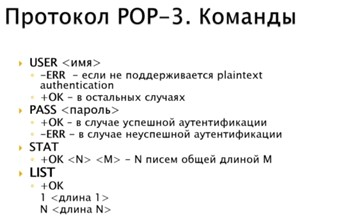 Протокол POP-3. Команды
USER <имя>
-ERR - если не поддерживается plaintext
authentication
+OK - в остальных случаях
PASS <пароль>
+OK - в случае успешной аутентификации
-ERR - в случае неуспешной аутентификации
STAT
+OK <N> <M> - N писем общей длиной M
LIST
+OK
1 <длина 1>
N <длина N>